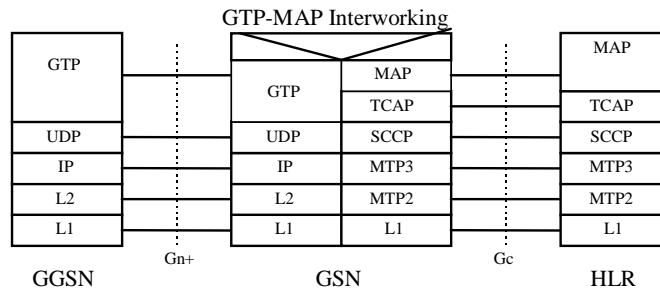 GTP-MAP Interworking
GTP MAP MAP
GTP
TCAP TCAP
UDP UDP SCCP SCCP
IP IP MTP3 MTP3
L2 L2 MTP2 MTP2
L1 L1 L1 L1
Gn+ Gc
GGSN GSN HLR